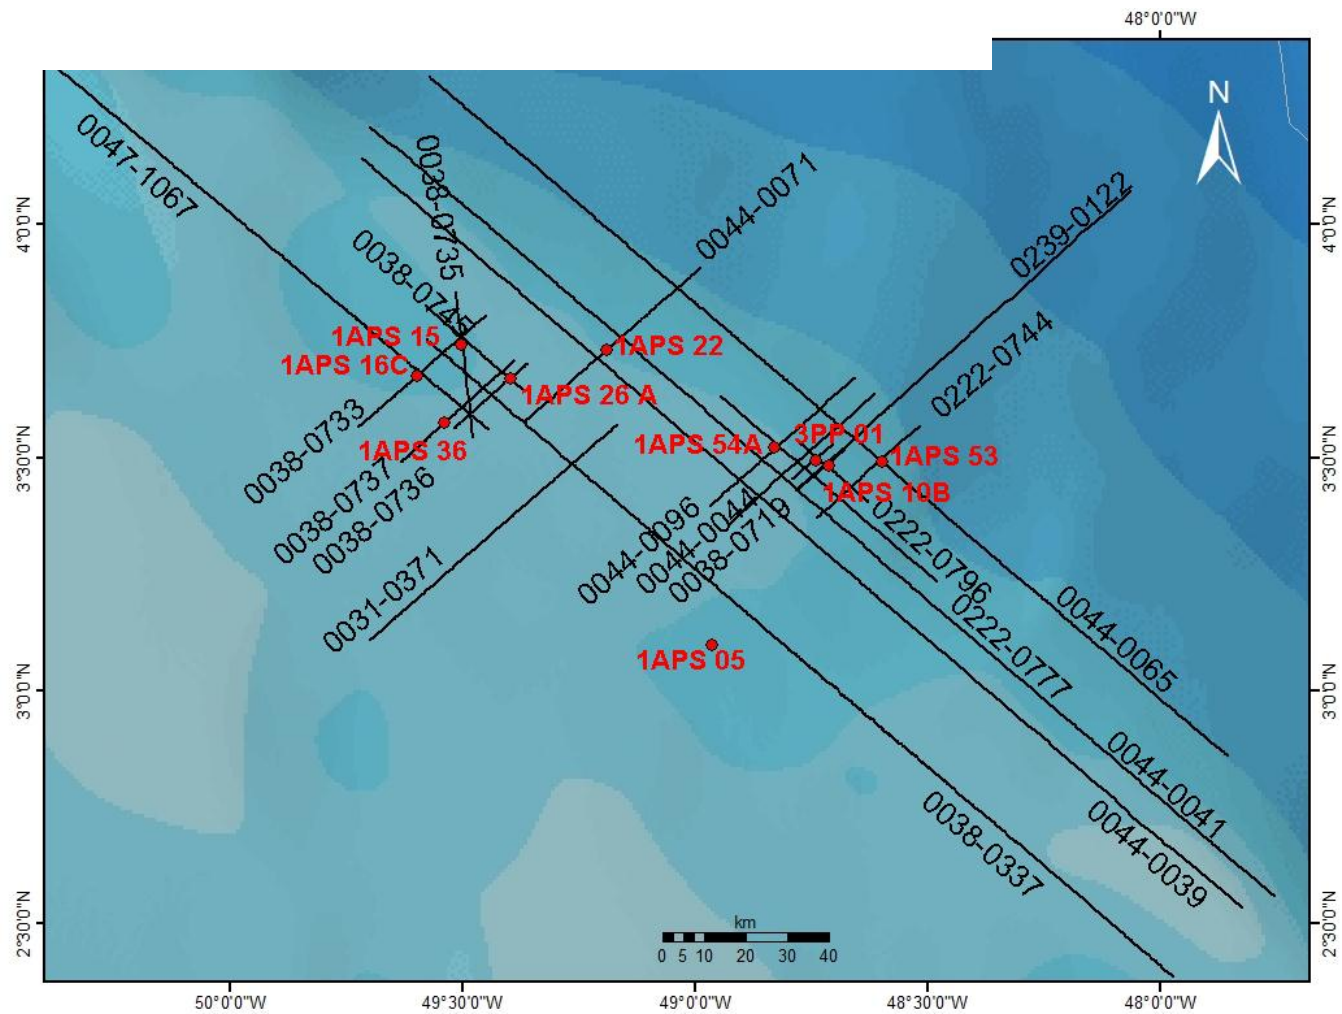 48°0'0"W
N
0047-1067
0038-0735
0044-0071
0239-0122
4°0'0"N
4°0'0"N
0038-0745
1APS 15
1APS 22
0222-0744
1APS 16C
1APS 26 A
0038-0733
1APS 36
1APS 54A
3PP 01
1APS 53
3°30'0"N
3°30'0"N
1APS 10B
0038-0737
0038-0736
0044-0096
0044-0044
0038-0719
0222-0796
0031-0371
0222-0777
0044-0065
1APS 05
3°0'0"N
3°0'0"N
0044-0041
0044-0039
0038-0337
2°30'0"N
2°30'0"N
km
0 5 10 20 30 40
50°0'0"W
49°30'0"W
49°0'0"W
48°30'0"W
48°0'0"W